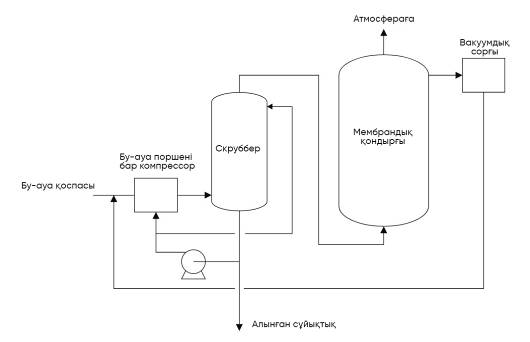 Атмосфераға
Вакуумдық
сорғы
Мембрандық
қондырғы
Скруббер
Бу-ауа поршені
бар компрессор
Бу-ауа қоспасы
Алынған сұйықтық